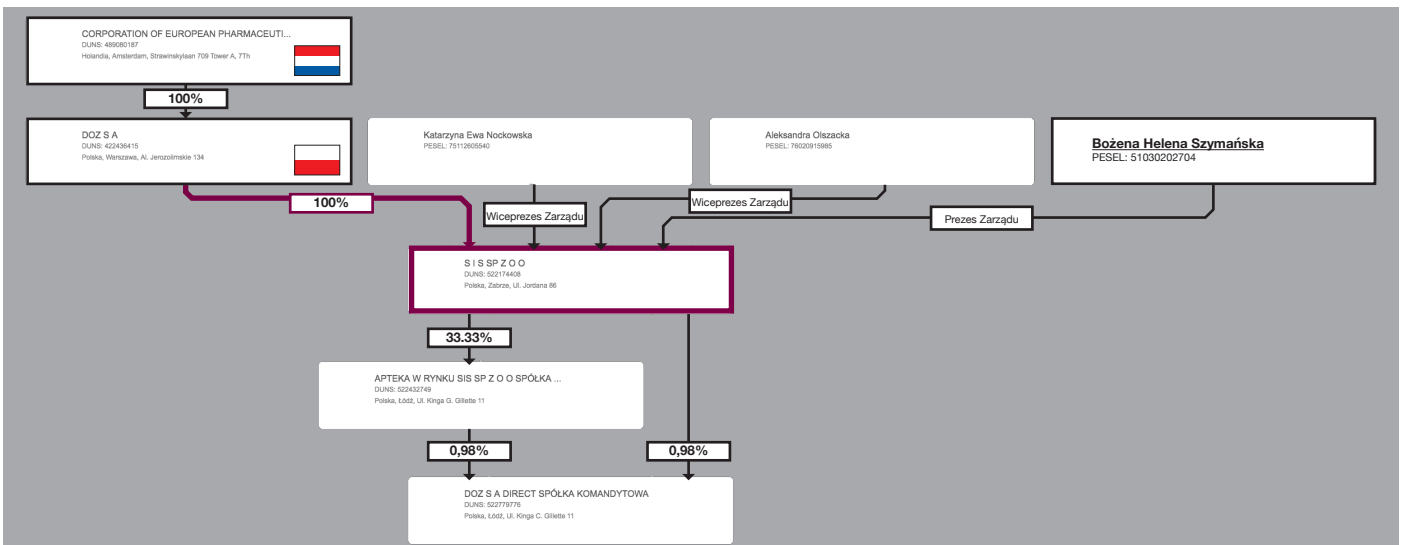 CORPORATION OF EUROPEAN PHARMACEUTI...
DUNS: 489080187
Holandia, Amsterdam, Strawinskylaan 709 Tower A, 7Th
100%
DOZ S A
DUNS: 422436415
Polska, Warszawa, Al. Jerozolimskie 134
Katarzyna Ewa Nockowska
PESEL: 75112605540
Aleksandra Olszacka
PESEL: 76020915985
Bożena Helena Szymańska
PESEL: 51030202704
100%
Wiceprezes Zarządu
Wiceprezes Zarządu
Prezes Zarządu
S I S SP Z O O
DUNS: 522174408
Polska, Zabrze, Ul. Jordana 86
33.33%
APTEKA W RYNKU SIS SP Z O O SPÓŁKA ...
DUNS: 522432749
Polska, Łódź, Ul. Kinga G. Gillette 11
0,98%
0,98%
DOZ S A DIRECT SPÓŁKA KOMANDYTOWA
DUNS: 522779776
Polska, Łódź, Ul. Kinga C. Gillette 11